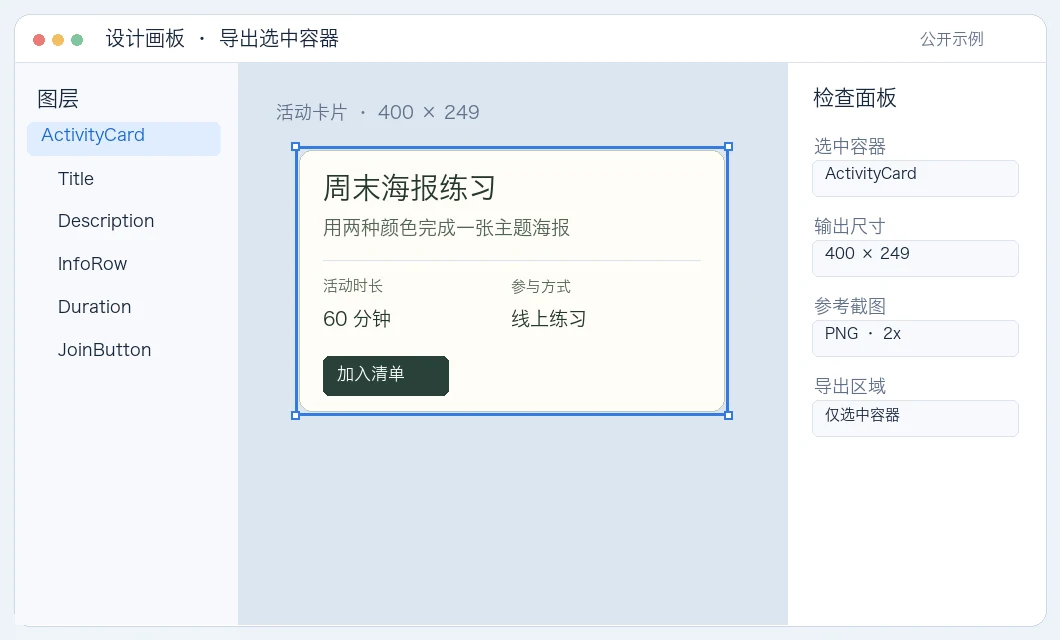 设计画板 · 导出选中容器
公开示例
图层
ActivityCard
Title
Description
InfoRow
Duration
JoinButton
活动卡片 · 400 × 249
周末海报练习
用两种颜色完成一张主题海报
活动时长
参与方式
60 分钟
线上练习
加入清单
检查面板
选中容器
ActivityCard
输出尺寸
400 × 249
参考截图
PNG · 2x
导出区域
仅选中容器